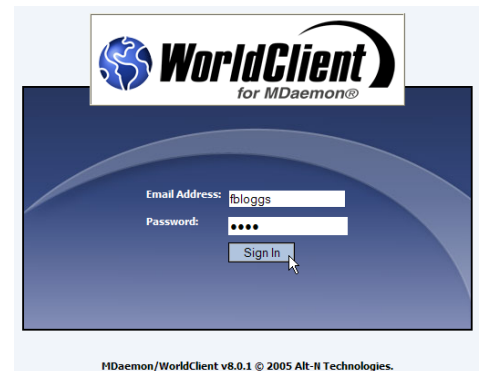 WorldClient
for MDaemon®
Email Address: fbloggs
Password: ••••
Sign In
MDaemon/WorldClient v8.0.1 © 2005 Alt-N Technologies.